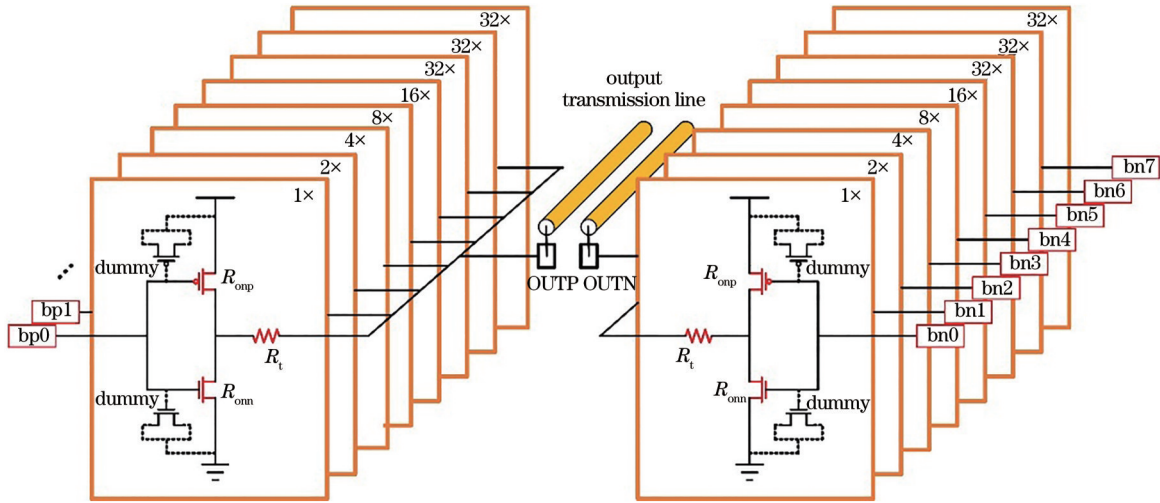 32×
32×
32×
16×
8×
4×
2×
1×
dummy
R_onp
bp1
bp0
R_t
dummy
R_onn
output
transmission line
OUTP OUTN
32×
32×
32×
16×
8×
4×
2×
1×
dummy
R_onp
R_t
R_onn
dummy
bn7
bn6
bn5
bn4
bn3
bn2
bn1
bn0